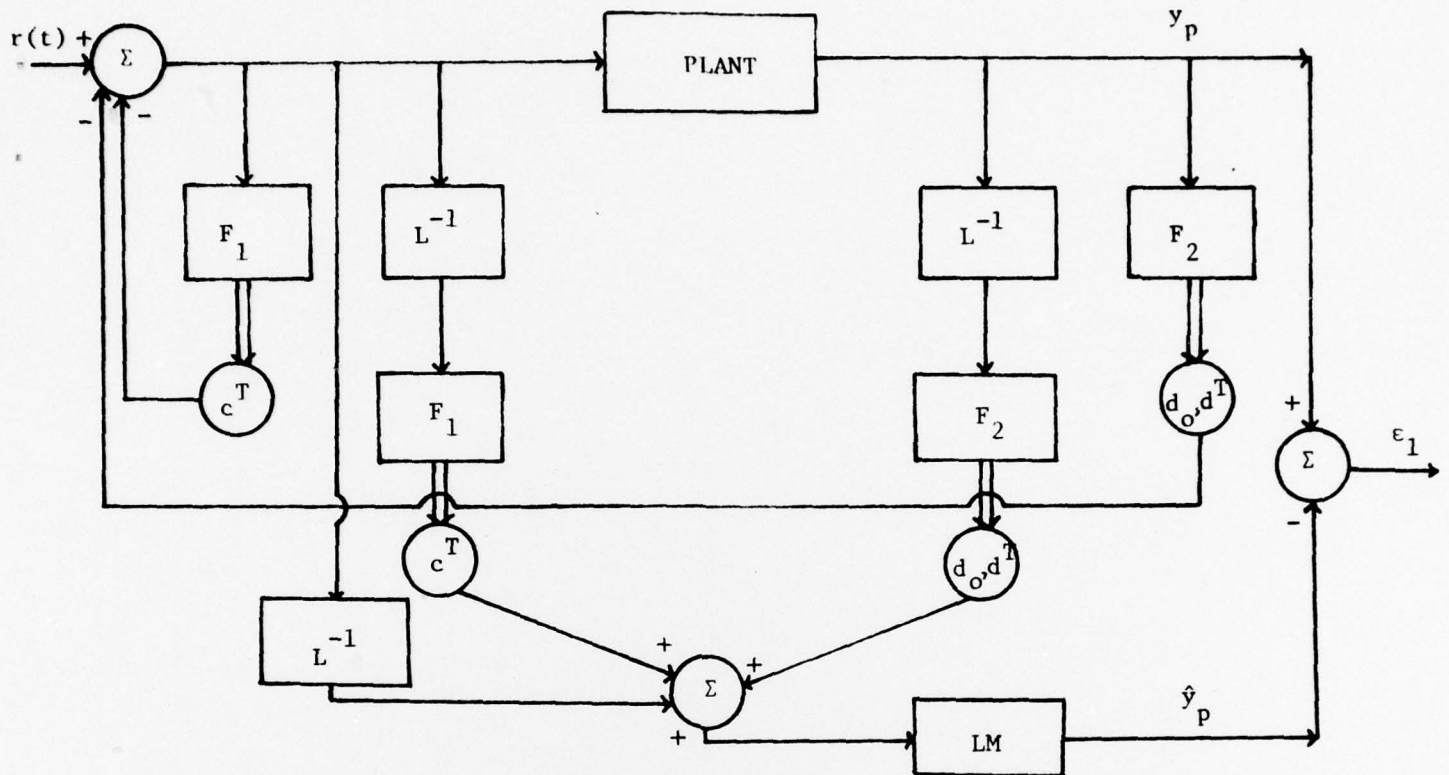 y_p
r(t) +
Σ
PLANT
-
-
F_1
L^{-1}
L^{-1}
F_2
c^T
F_1
F_2
d_o, d^T
+
ε_1
Σ
-
c^T
d_o, d^T
L^{-1}
+
+
Σ
+
LM
ŷ_p